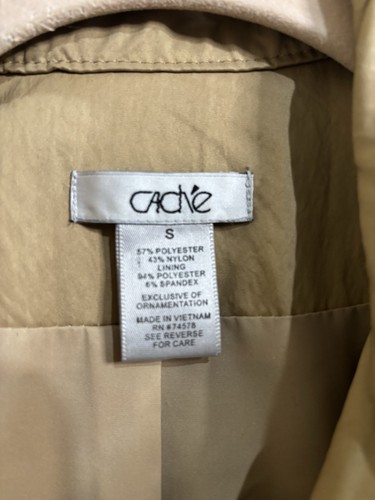 CAChé
S
57% POLYESTER
43% NYLON
LINING
94% POLYESTER
6% SPANDEX
EXCLUSIVE OF
ORNAMENTATION
MADE IN VIETNAM
RN #74578
SEE REVERSE
FOR CARE